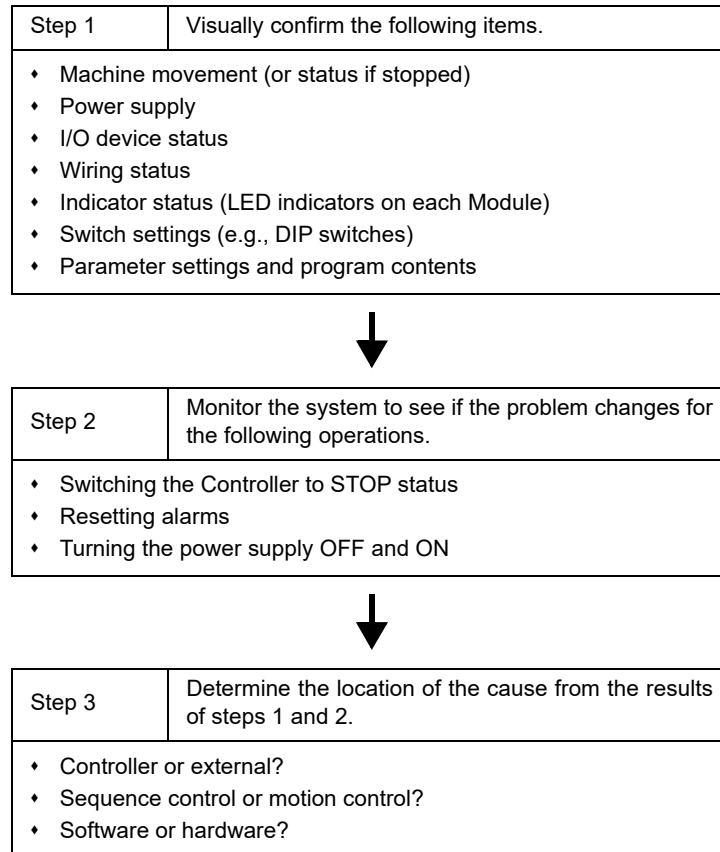 Step 1
Visually confirm the following items.
♦ Machine movement (or status if stopped)
♦ Power supply
♦ I/O device status
♦ Wiring status
♦ Indicator status (LED indicators on each Module)
♦ Switch settings (e.g., DIP switches)
♦ Parameter settings and program contents
Step 2
Monitor the system to see if the problem changes for
the following operations.
♦ Switching the Controller to STOP status
♦ Resetting alarms
♦ Turning the power supply OFF and ON
Step 3
Determine the location of the cause from the results
of steps 1 and 2.
♦ Controller or external?
♦ Sequence control or motion control?
♦ Software or hardware?